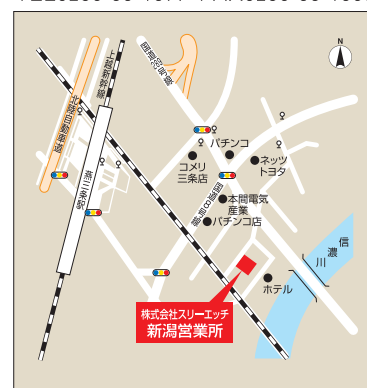 N
上越新幹線
北陸自動車道
燕三条駅
パチンコ
コメリ
三条店
ネッツ
トヨタ
国道8号線
本間電気
産業
パチンコ店
信濃川
ホテル
株式会社スリーエッチ
新潟営業所